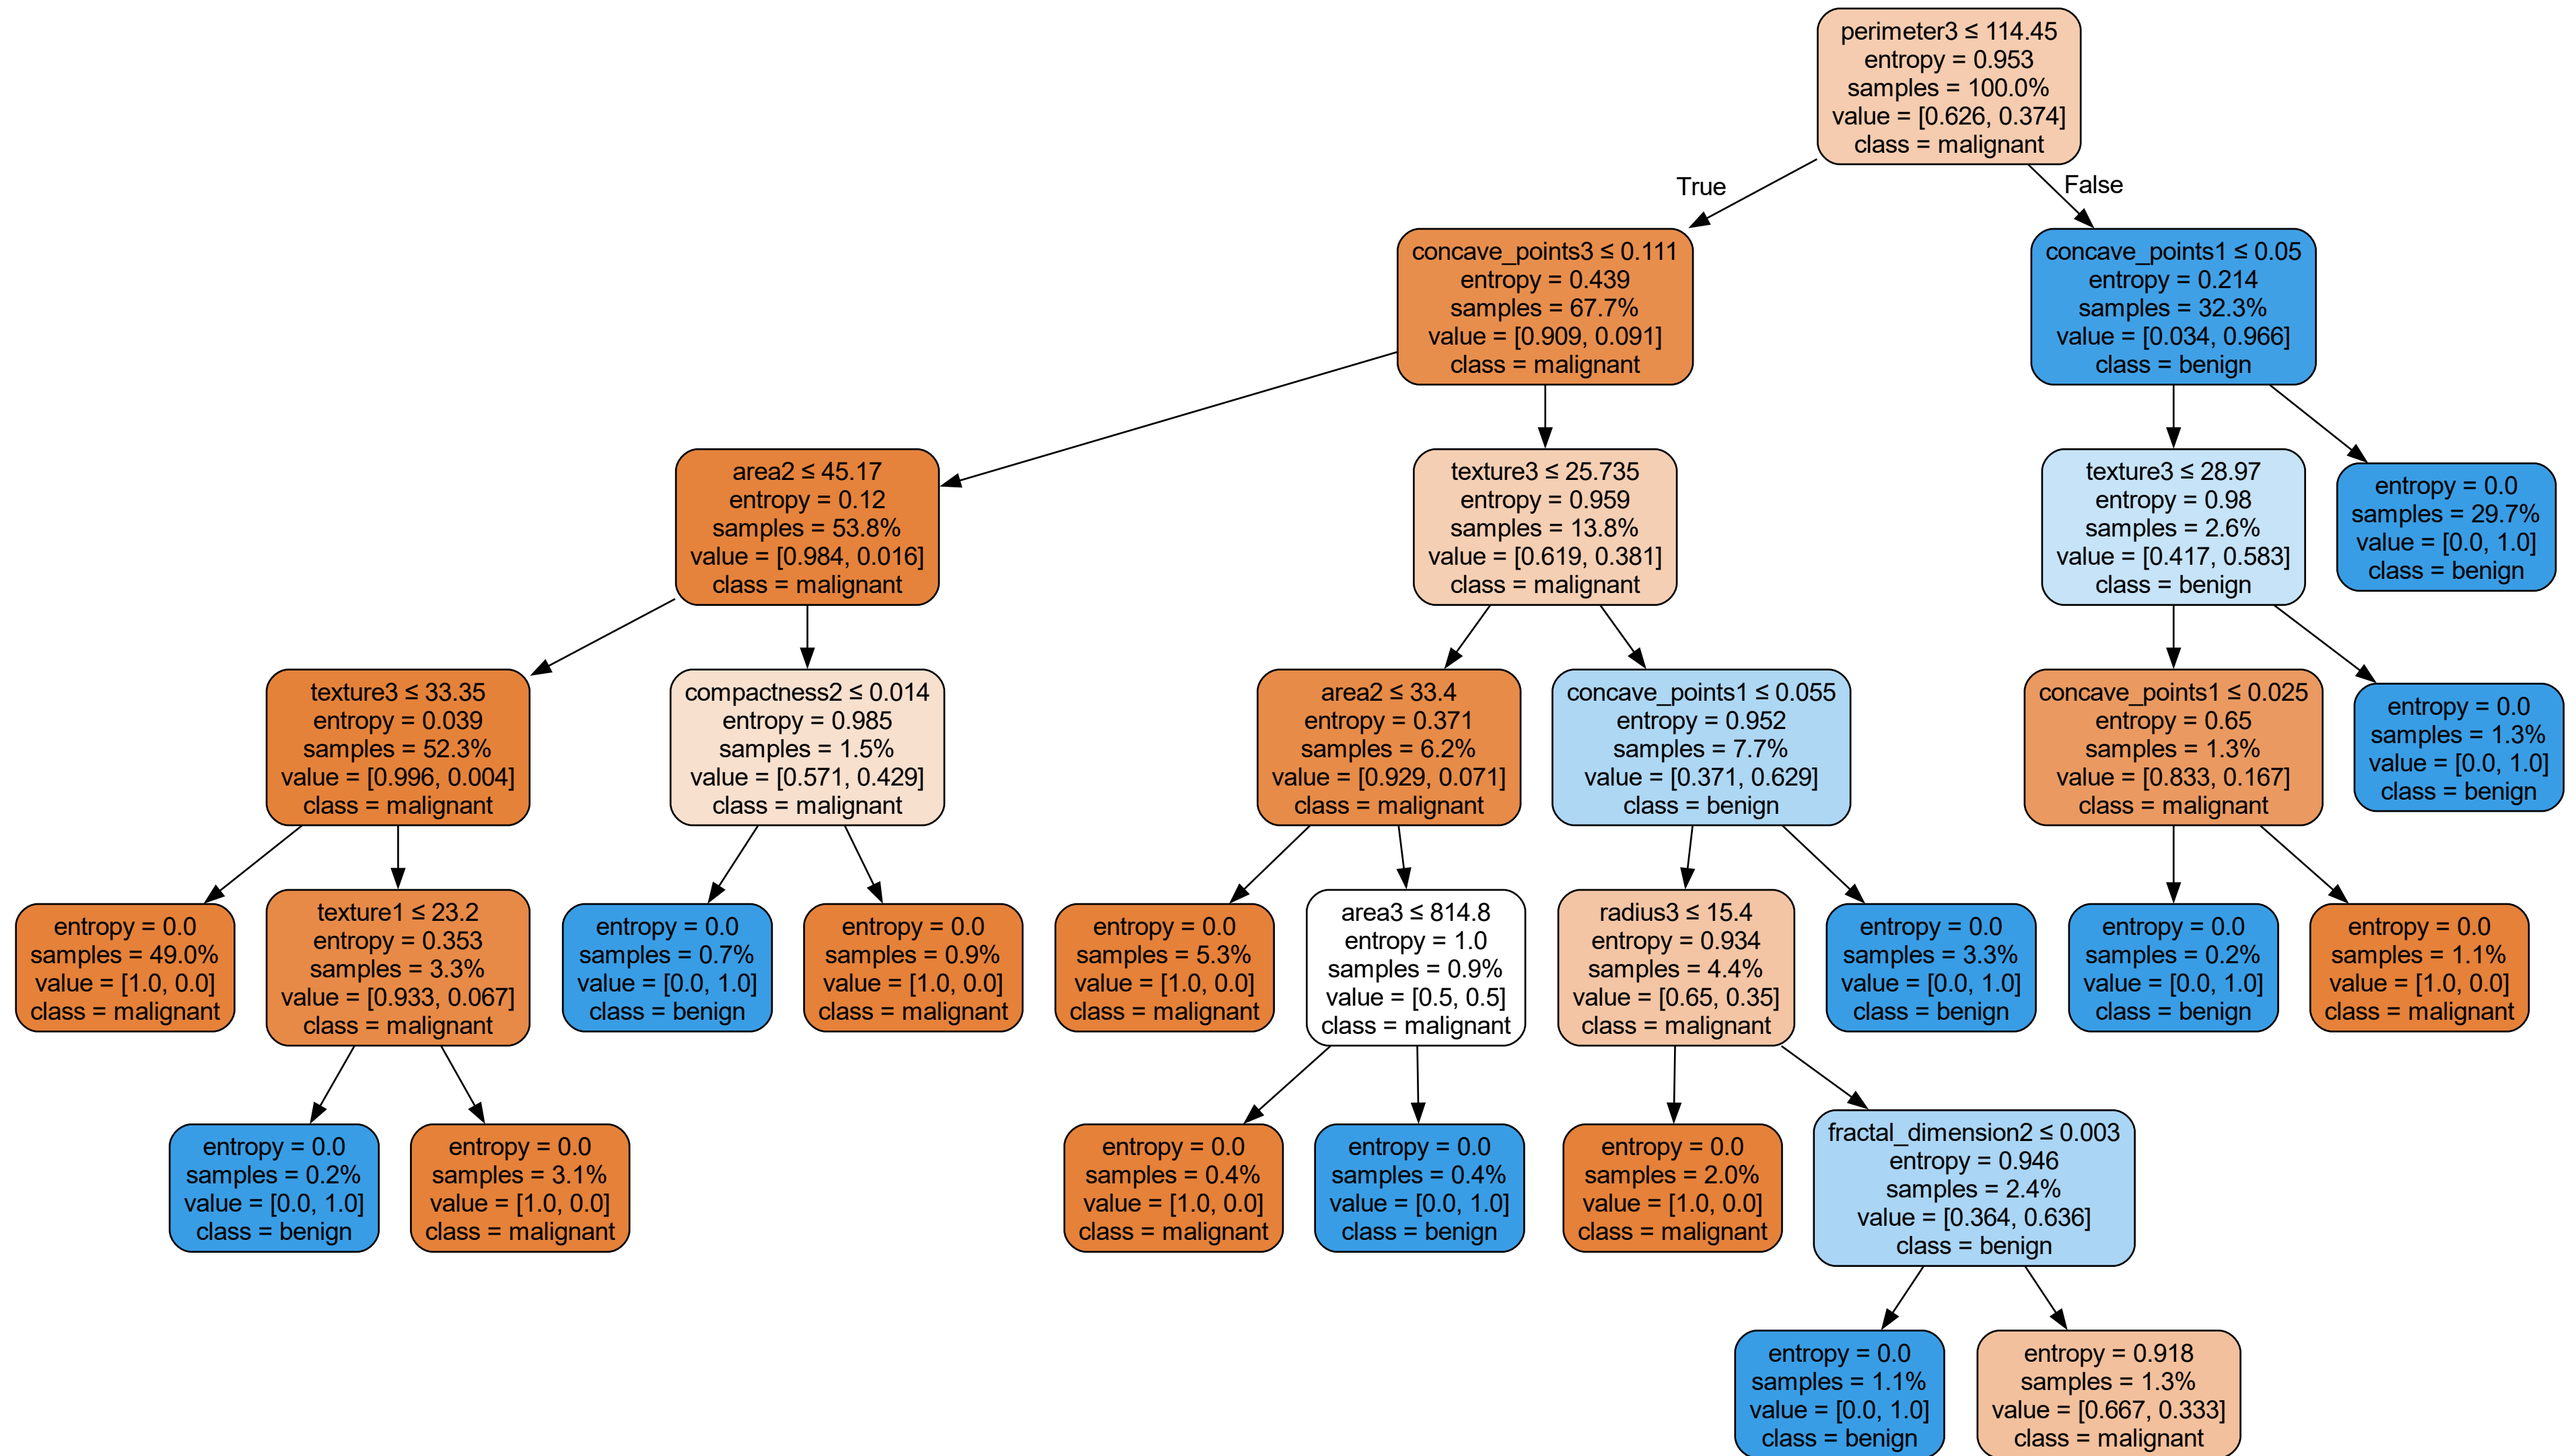 perimeter3 ≤ 114.45
entropy = 0.953
samples = 100.0%
value = [0.626, 0.374]
class = malignant
True
False
concave_points3 ≤ 0.111
entropy = 0.439
samples = 67.7%
value = [0.909, 0.091]
class = malignant
concave_points1 ≤ 0.05
entropy = 0.214
samples = 32.3%
value = [0.034, 0.966]
class = benign
area2 ≤ 45.17
entropy = 0.12
samples = 53.8%
value = [0.984, 0.016]
class = malignant
texture3 ≤ 25.735
entropy = 0.959
samples = 13.8%
value = [0.619, 0.381]
class = malignant
texture3 ≤ 28.97
entropy = 0.98
samples = 2.6%
value = [0.417, 0.583]
class = benign
entropy = 0.0
samples = 29.7%
value = [0.0, 1.0]
class = benign
texture3 ≤ 33.35
entropy = 0.039
samples = 52.3%
value = [0.996, 0.004]
class = malignant
compactness2 ≤ 0.014
entropy = 0.985
samples = 1.5%
value = [0.571, 0.429]
class = malignant
area2 ≤ 33.4
entropy = 0.371
samples = 6.2%
value = [0.929, 0.071]
class = malignant
concave_points1 ≤ 0.055
entropy = 0.952
samples = 7.7%
value = [0.371, 0.629]
class = benign
concave_points1 ≤ 0.025
entropy = 0.65
samples = 1.3%
value = [0.833, 0.167]
class = malignant
entropy = 0.0
samples = 1.3%
value = [0.0, 1.0]
class = benign
entropy = 0.0
samples = 49.0%
value = [1.0, 0.0]
class = malignant
texture1 ≤ 23.2
entropy = 0.353
samples = 3.3%
value = [0.933, 0.067]
class = malignant
entropy = 0.0
samples = 0.7%
value = [0.0, 1.0]
class = benign
entropy = 0.0
samples = 0.9%
value = [1.0, 0.0]
class = malignant
entropy = 0.0
samples = 5.3%
value = [1.0, 0.0]
class = malignant
area3 ≤ 814.8
entropy = 1.0
samples = 0.9%
value = [0.5, 0.5]
class = malignant
radius3 ≤ 15.4
entropy = 0.934
samples = 4.4%
value = [0.65, 0.35]
class = malignant
entropy = 0.0
samples = 3.3%
value = [0.0, 1.0]
class = benign
entropy = 0.0
samples = 0.2%
value = [0.0, 1.0]
class = benign
entropy = 0.0
samples = 1.1%
value = [1.0, 0.0]
class = malignant
entropy = 0.0
samples = 0.2%
value = [0.0, 1.0]
class = benign
entropy = 0.0
samples = 3.1%
value = [1.0, 0.0]
class = malignant
entropy = 0.0
samples = 0.4%
value = [1.0, 0.0]
class = malignant
entropy = 0.0
samples = 0.4%
value = [0.0, 1.0]
class = benign
entropy = 0.0
samples = 2.0%
value = [1.0, 0.0]
class = malignant
fractal_dimension2 ≤ 0.003
entropy = 0.946
samples = 2.4%
value = [0.364, 0.636]
class = benign
entropy = 0.0
samples = 1.1%
value = [0.0, 1.0]
class = benign
entropy = 0.918
samples = 1.3%
value = [0.667, 0.333]
class = malignant